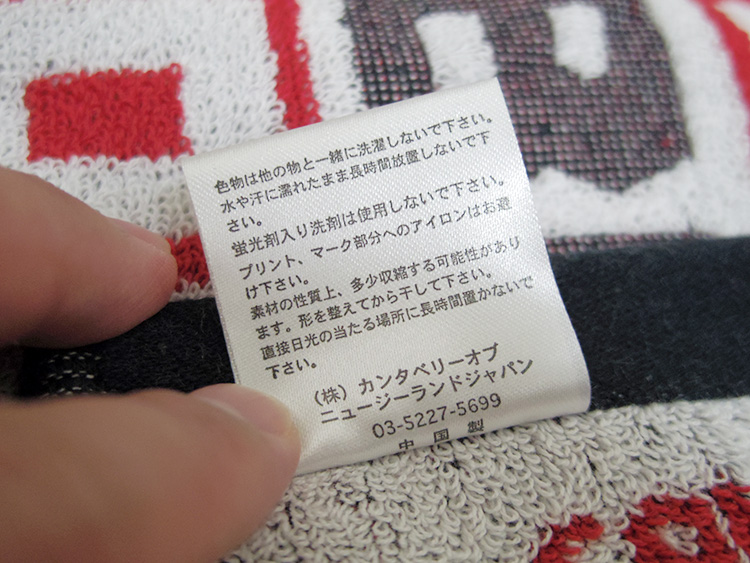 色物は他の物と一緒に洗濯しないで下さい。
水や汗に濡れたまま長時間放置しないで下
さい。
蛍光剤入り洗剤は使用しないで下さい。
プリント、マーク部分へのアイロンはお避
け下さい。
素材の性質上、多少収縮する可能性があり
ます。形を整えてから干して下さい。
直接日光の当たる場所に長時間置かないで
下さい。
（株）カンタベリーオブ
ニュージーランドジャパン
03-5227-5699
中国製